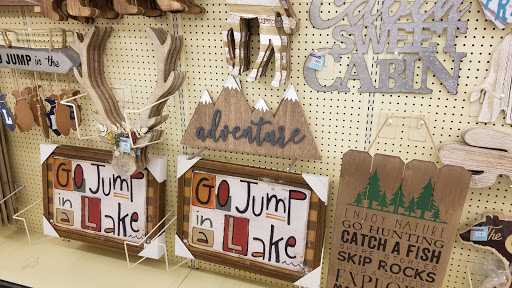 Cabin
SWEET
CABIN
JUMP in the
adventure
Go Jump
in a
Lake
Go Jump
in a
Lake
ENJOY NATURE
GO HUNTING
CATCH A FISH
SKIP ROCKS
EXPLORE